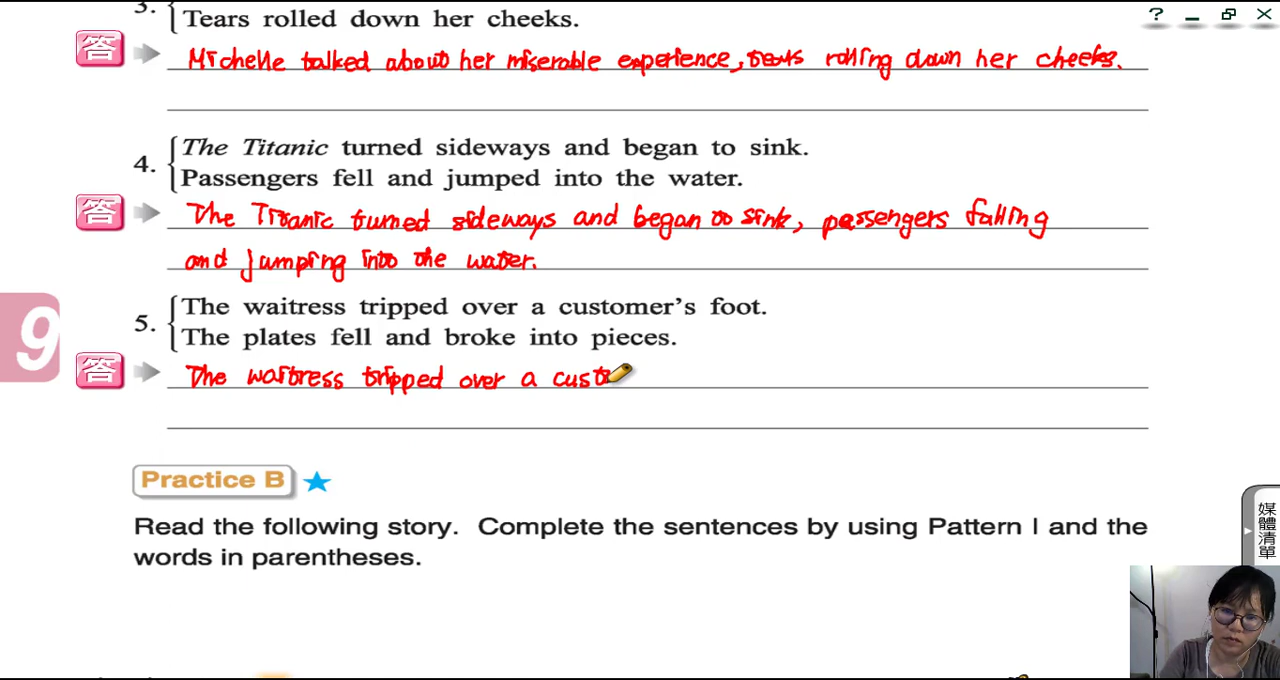 3.
Tears rolled down her cheeks.
答 Michelle talked about her miserable experience, tears rolling down her cheeks.
4. The Titanic turned sideways and began to sink.
Passengers fell and jumped into the water.
答 The Titanic turned sideways and began to sink, passengers falling
and jumping into the water.
5. The waitress tripped over a customer's foot.
The plates fell and broke into pieces.
答 The waitress tripped over a cust
9
Practice B
Read the following story. Complete the sentences by using Pattern I and the
words in parentheses.
媒體清單